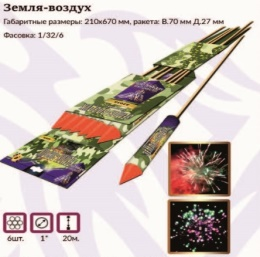 Земля-воздух
Габаритные размеры: 210х670 мм, ракета: В.70 мм Д.27 мм
Фасовка: 1/32/6
6шт.
1"
20м.